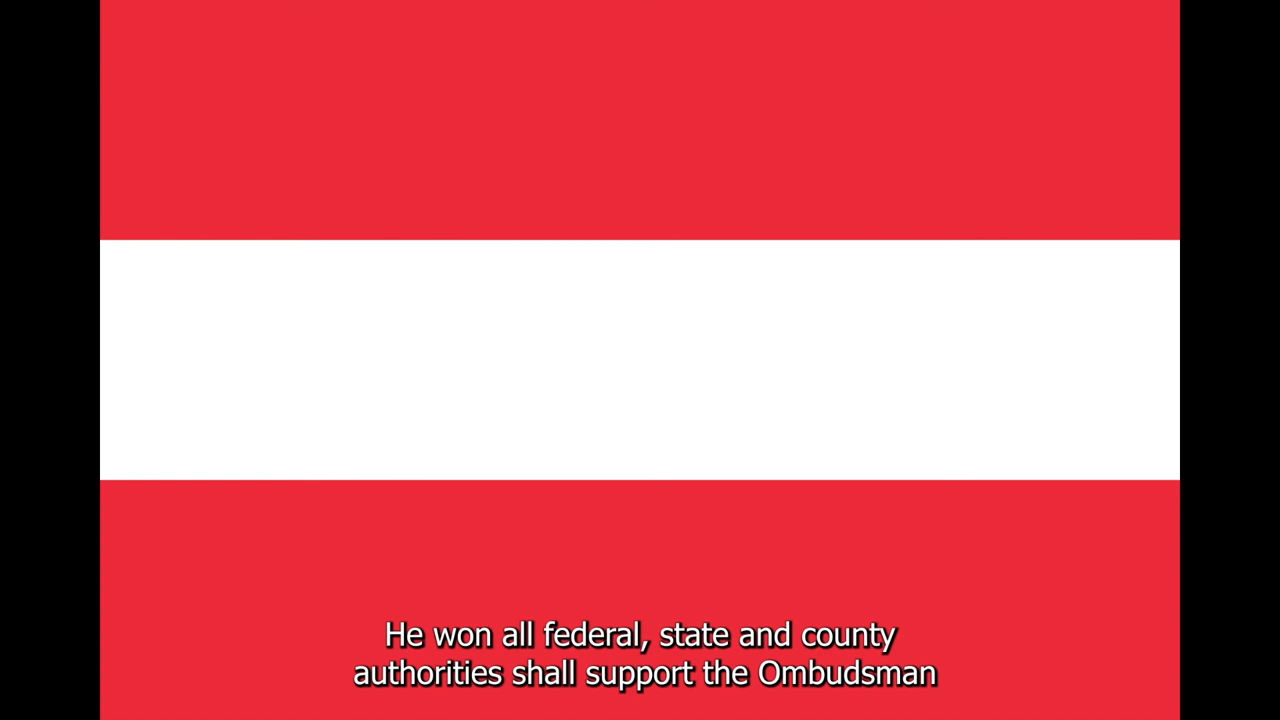 He won all federal, state and county
authorities shall support the Ombudsman